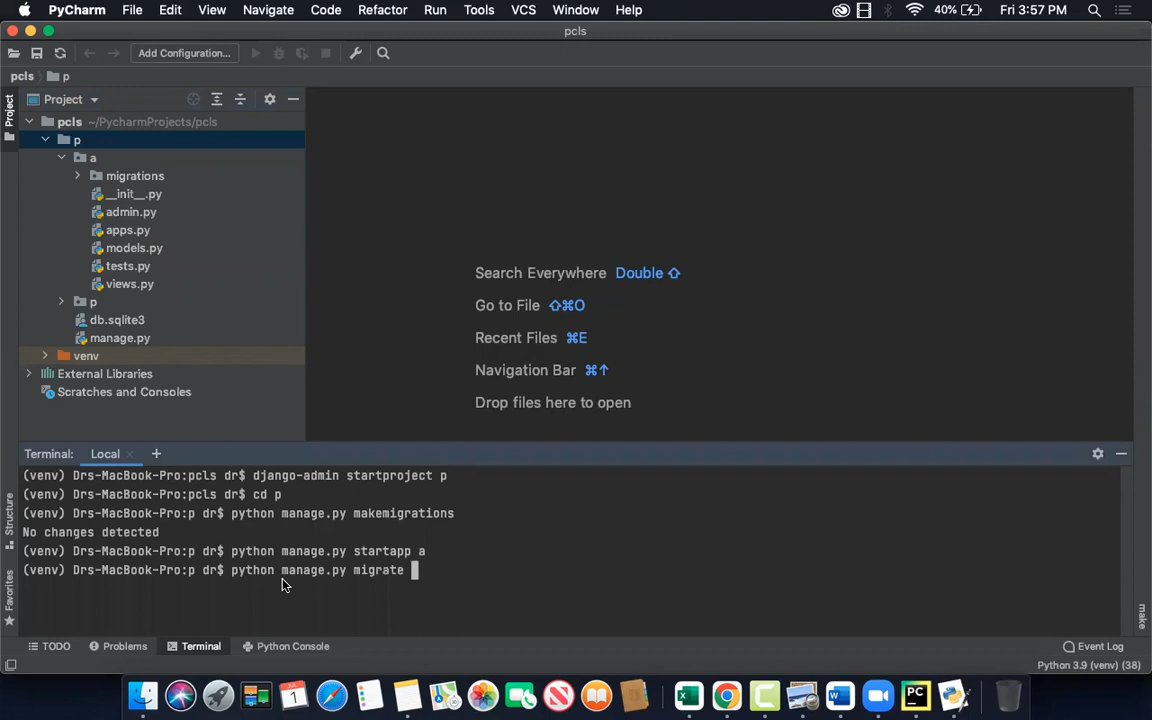 PyCharm File Edit View Navigate Code Refactor Run Tools VCS Window Help 40% Fri 3:57 PM
pcls
Add Configuration...
pcls p
Project
Project
pcls ~/PycharmProjects/pcls
p
a
migrations
__init__.py
admin.py
apps.py
models.py
tests.py
views.py
p
db.sqlite3
manage.py
venv
External Libraries
Scratches and Consoles
Search Everywhere Double ⇧
Go to File ⇧⌘O
Recent Files ⌘E
Navigation Bar ⌘↑
Drop files here to open
Terminal: Local × +
(venv) Drs-MacBook-Pro:pcls dr$ django-admin startproject p
(venv) Drs-MacBook-Pro:pcls dr$ cd p
(venv) Drs-MacBook-Pro:p dr$ python manage.py makemigrations
No changes detected
(venv) Drs-MacBook-Pro:p dr$ python manage.py startapp a
(venv) Drs-MacBook-Pro:p dr$ python manage.py migrate
Structure
Favorites
make
TODO Problems Terminal Python Console Event Log
Python 3.9 (venv) (38)
1
PC